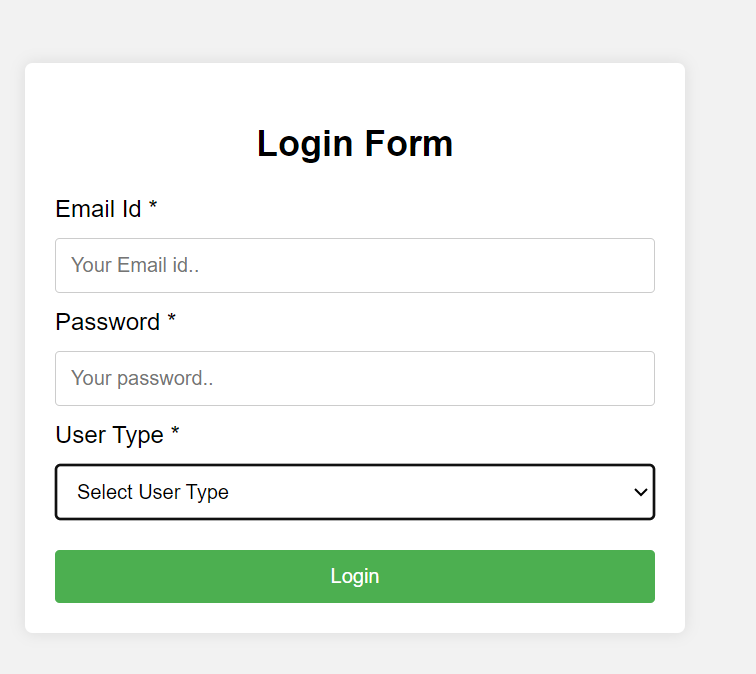 Login Form
Email Id *
Your Email id..
Password *
Your password..
User Type *
Select User Type
Login